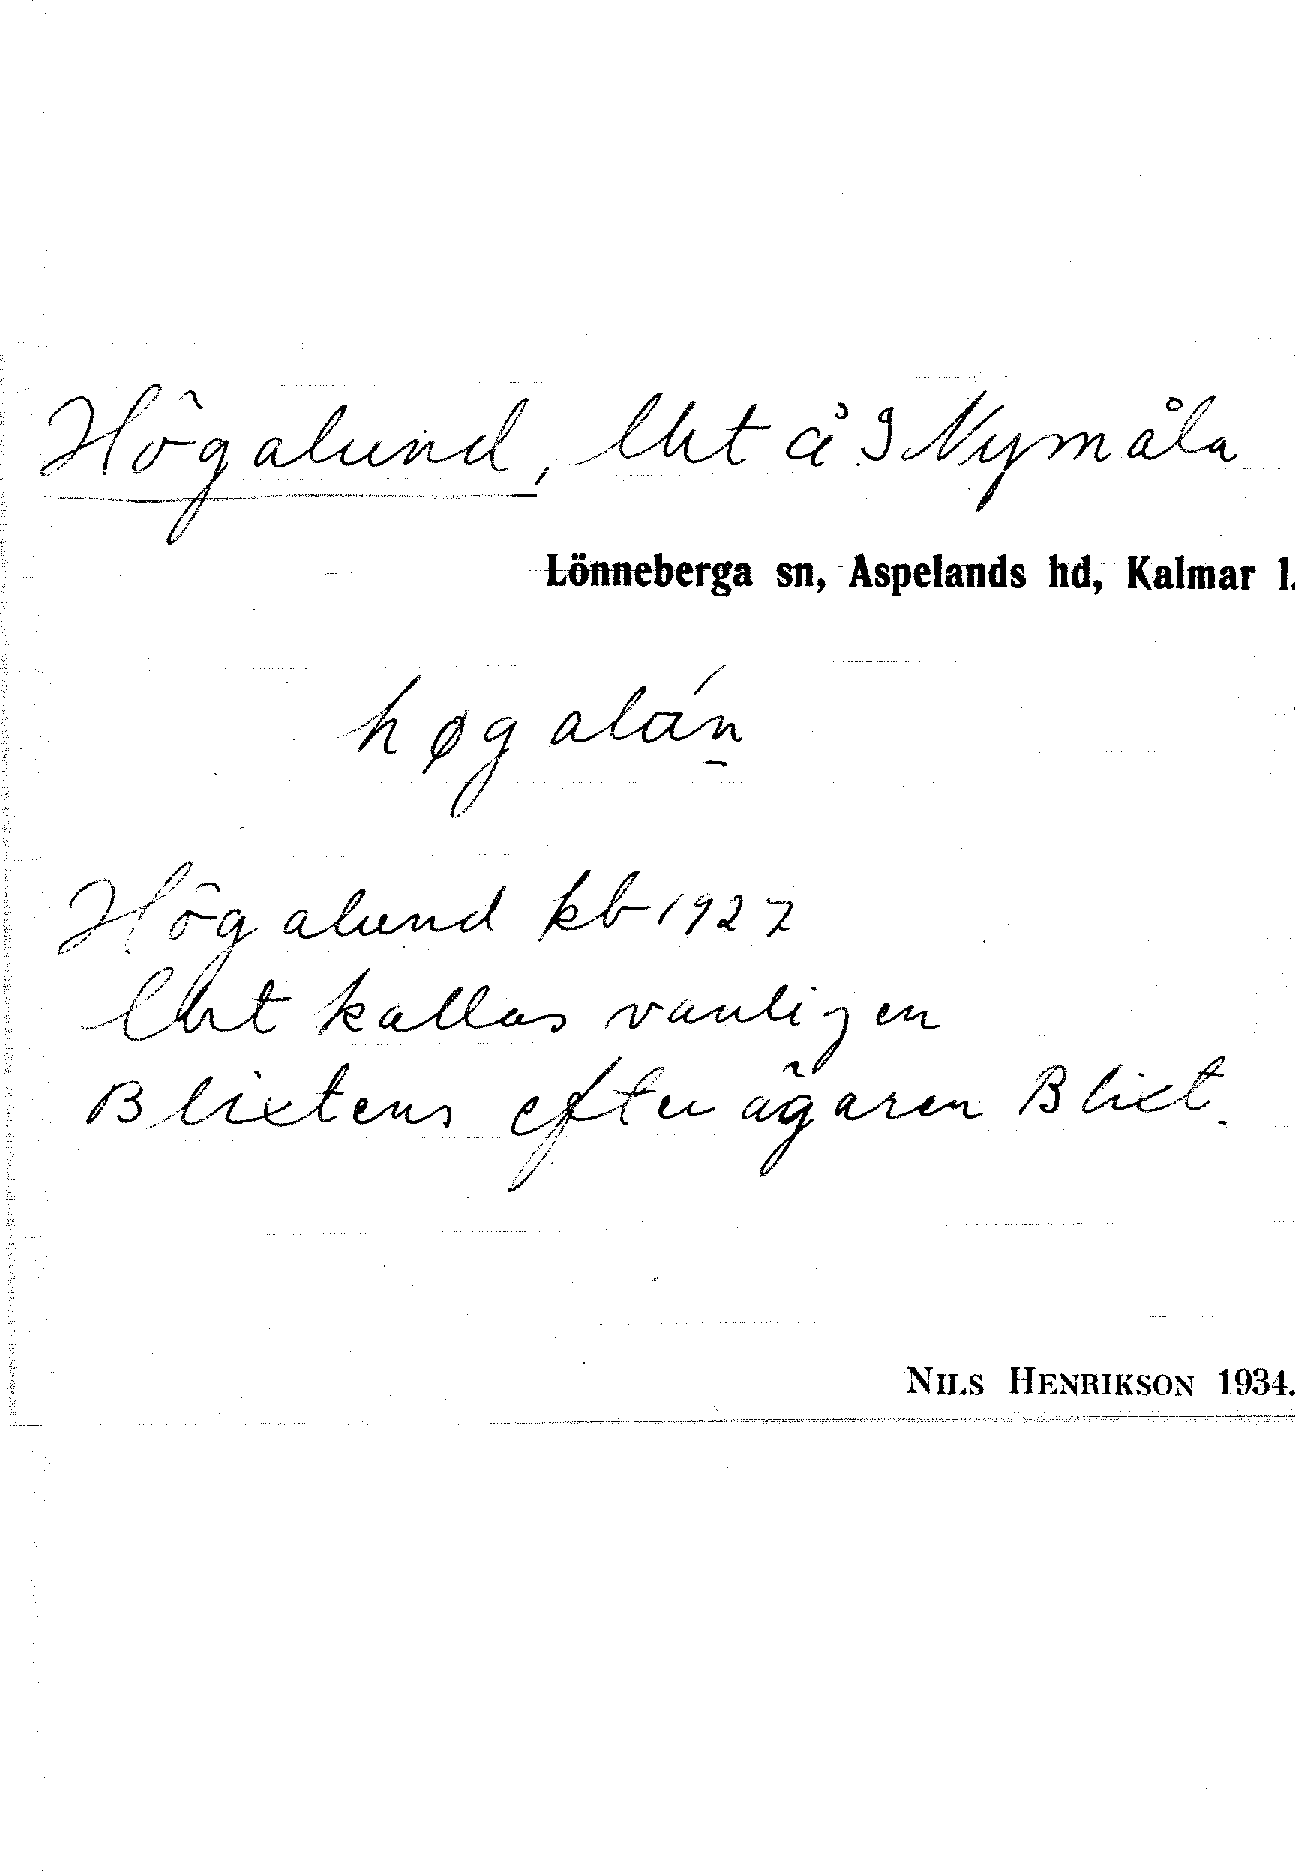 Högalund, lht å 3 Nymåla
Lönneberga sn, Aspelands hd, Kalmar l.
høgalán
Högalund kb 1927
lht kallas vanligen
Blixtens efter ägaren Blixt.
NILS HENRIKSON 1934.